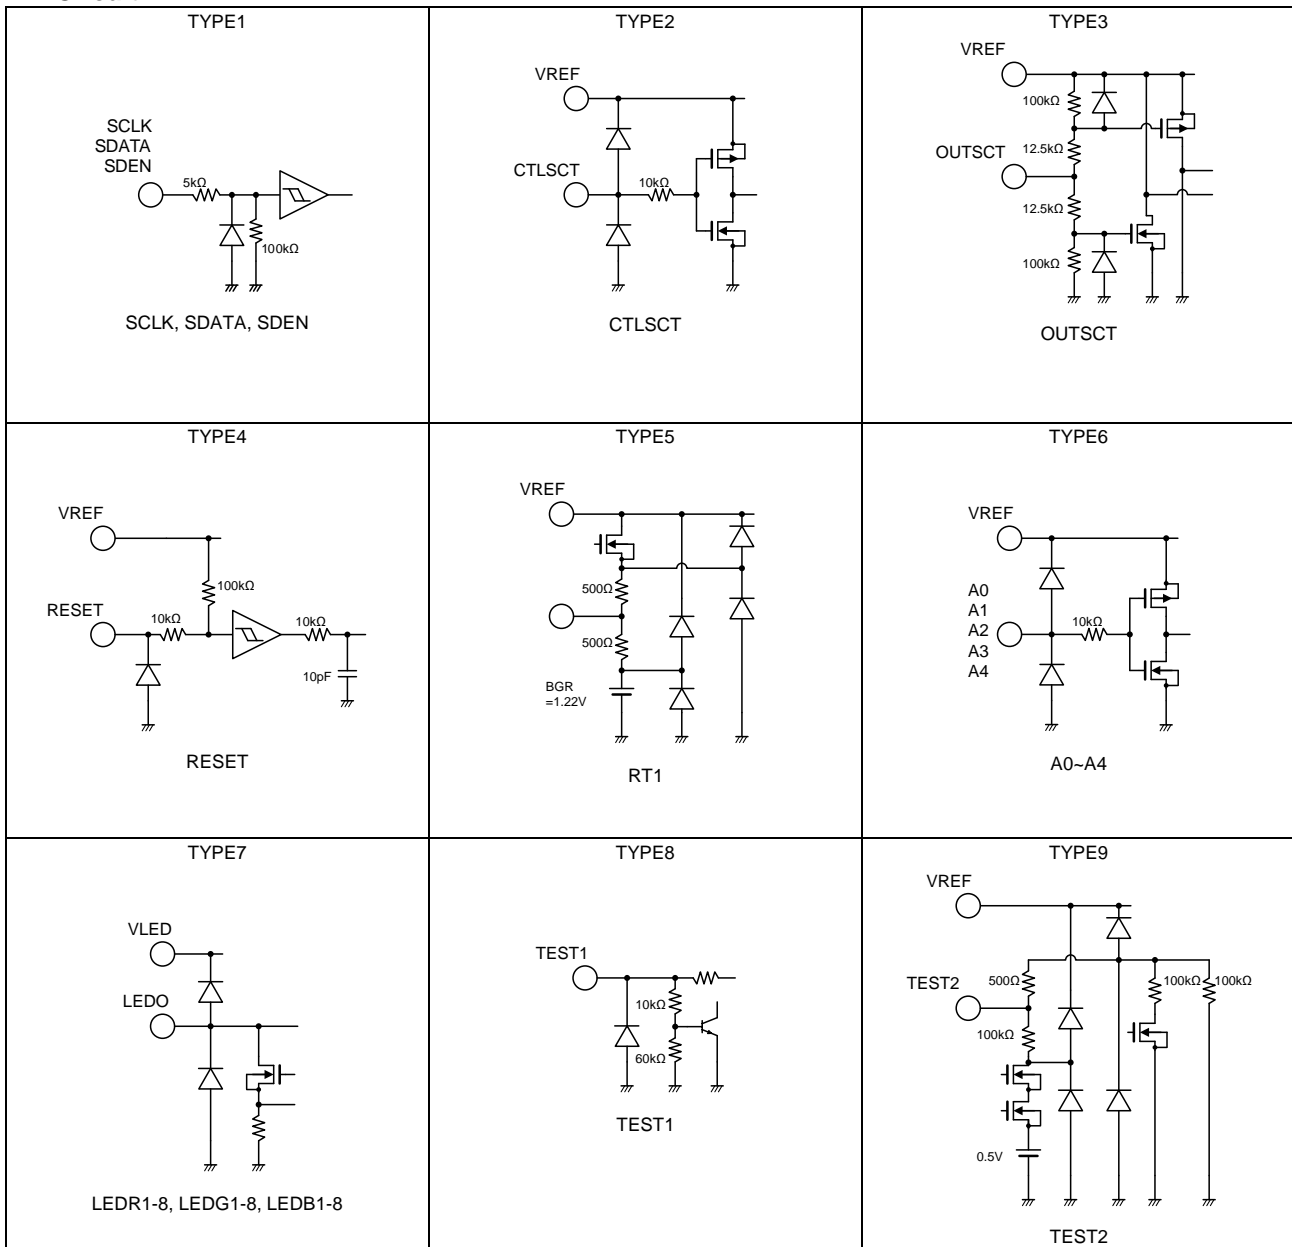 TYPE1
SCLK
SDATA
SDEN
5kΩ
100kΩ
SCLK, SDATA, SDEN
TYPE2
VREF
CTLSCT
10kΩ
CTLSCT
TYPE3
VREF
100kΩ
12.5kΩ
OUTSCT
12.5kΩ
100kΩ
OUTSCT
TYPE4
VREF
100kΩ
RESET
10kΩ
10kΩ
10pF
RESET
TYPE5
VREF
500Ω
500Ω
BGR
=1.22V
RT1
TYPE6
VREF
A0
A1
A2
A3
A4
10kΩ
A0~A4
TYPE7
VLED
LEDO
LEDR1-8, LEDG1-8, LEDB1-8
TYPE8
TEST1
10kΩ
60kΩ
TEST1
TYPE9
VREF
TEST2
500Ω
100kΩ
100kΩ
100kΩ
0.5V
TEST2